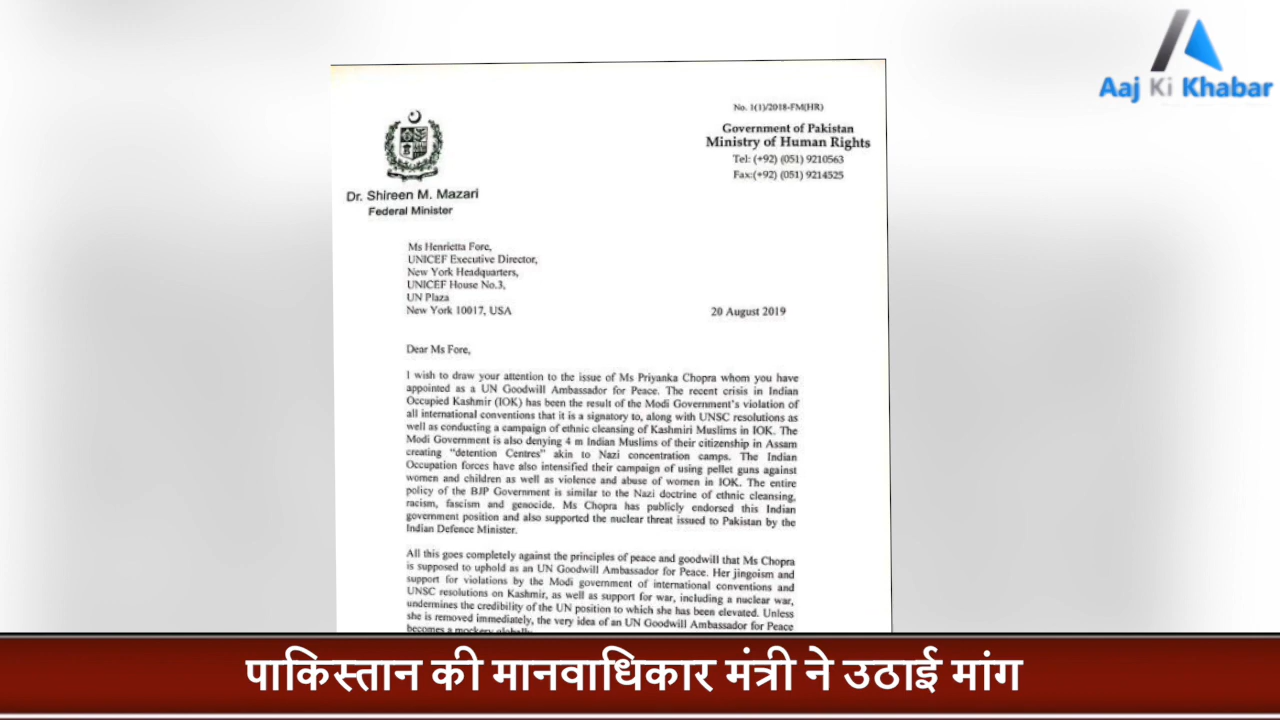 Aaj Ki Khabar
No. 1(1)/2018-FM(HR)
Government of Pakistan
Ministry of Human Rights
Tel: (+92) (051) 9210563
Fax:(+92) (051) 9214525
Dr. Shireen M. Mazari
Federal Minister
Ms Henrietta Fore,
UNICEF Executive Director,
New York Headquarters,
UNICEF House No.3,
UN Plaza
New York 10017, USA
20 August 2019
Dear Ms Fore,
I wish to draw your attention to the issue of Ms Priyanka Chopra whom you have
appointed as a UN Goodwill Ambassador for Peace. The recent crisis in Indian
Occupied Kashmir (IOK) has been the result of the Modi Government's violation of
all international conventions that it is a signatory to, along with UNSC resolutions as
well as conducting a campaign of ethnic cleansing of Kashmiri Muslims in IOK. The
Modi Government is also denying 4 m Indian Muslims of their citizenship in Assam
creating "detention Centres" akin to Nazi concentration camps. The Indian
Occupation forces have also intensified their campaign of using pellet guns against
women and children as well as violence and abuse of women in IOK. The entire
policy of the BJP Government is similar to the Nazi doctrine of ethnic cleansing,
racism, fascism and genocide. Ms Chopra has publicly endorsed this Indian
government position and also supported the nuclear threat issued to Pakistan by the
Indian Defence Minister.
All this goes completely against the principles of peace and goodwill that Ms Chopra
is supposed to uphold as an UN Goodwill Ambassador for Peace. Her jingoism and
support for violations by the Modi government of international conventions and
UNSC resolutions on Kashmir, as well as support for war, including a nuclear war,
undermines the credibility of the UN position to which she has been elevated. Unless
she is removed immediately, the very idea of an UN Goodwill Ambassador for Peace
becomes a mockery globally.
पाकिस्तान की मानवाधिकार मंत्री ने उठाई मांग